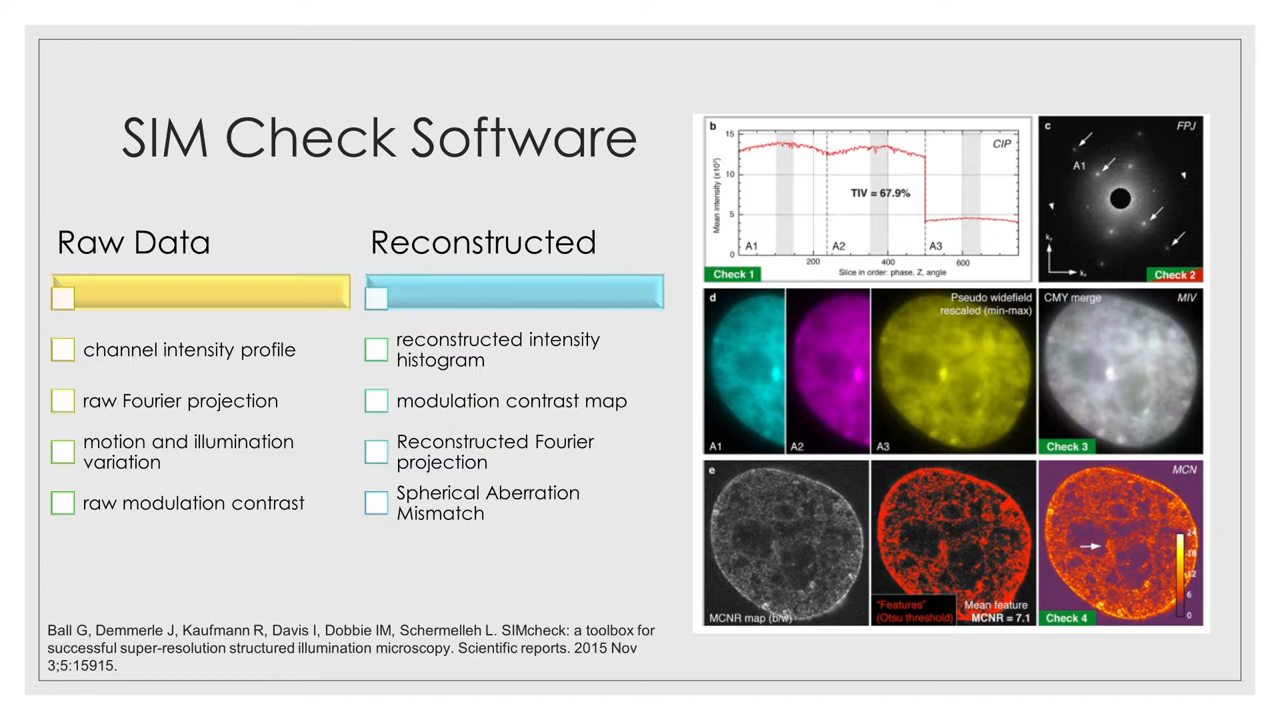 SIM Check Software
Raw Data
channel intensity profile
raw Fourier projection
motion and illumination
variation
raw modulation contrast
Reconstructed
reconstructed intensity
histogram
modulation contrast map
Reconstructed Fourier
projection
Spherical Aberration
Mismatch
Ball G, Demmerle J, Kaufmann R, Davis I, Dobbie IM, Schermelleh L. SIMcheck: a toolbox for
successful super-resolution structured illumination microscopy. Scientific reports. 2015 Nov
3;5:15915.
b
CIP
Mean intensity (x10³)
15
10
5
0
TIV = 67.9%
A1
A2
A3
200
400
600
Slice in order: phase, Z, angle
Check 1
c
FPJ
A1
Check 2
d
Pseudo widefield
rescaled (min-max)
A1
A2
A3
CMY merge
MIV
Check 3
e
MCNR map (b/w)
"Features"
(Otsu threshold)
Mean feature
MCNR = 7.1
MCN
24
18
12
6
0
Check 4